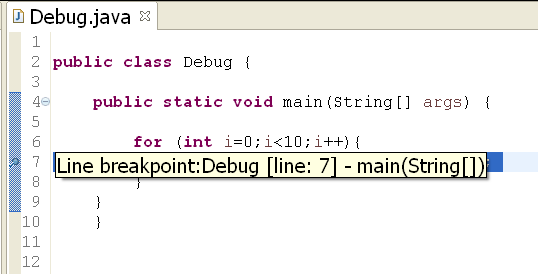 Debug.java
1
2 public class Debug {
3
4 public static void main(String[] args) {
5
6 for (int i=0;i<10;i++){
7 Line breakpoint:Debug [line: 7] - main(String[])
8 }
9 }
10 }
11
12